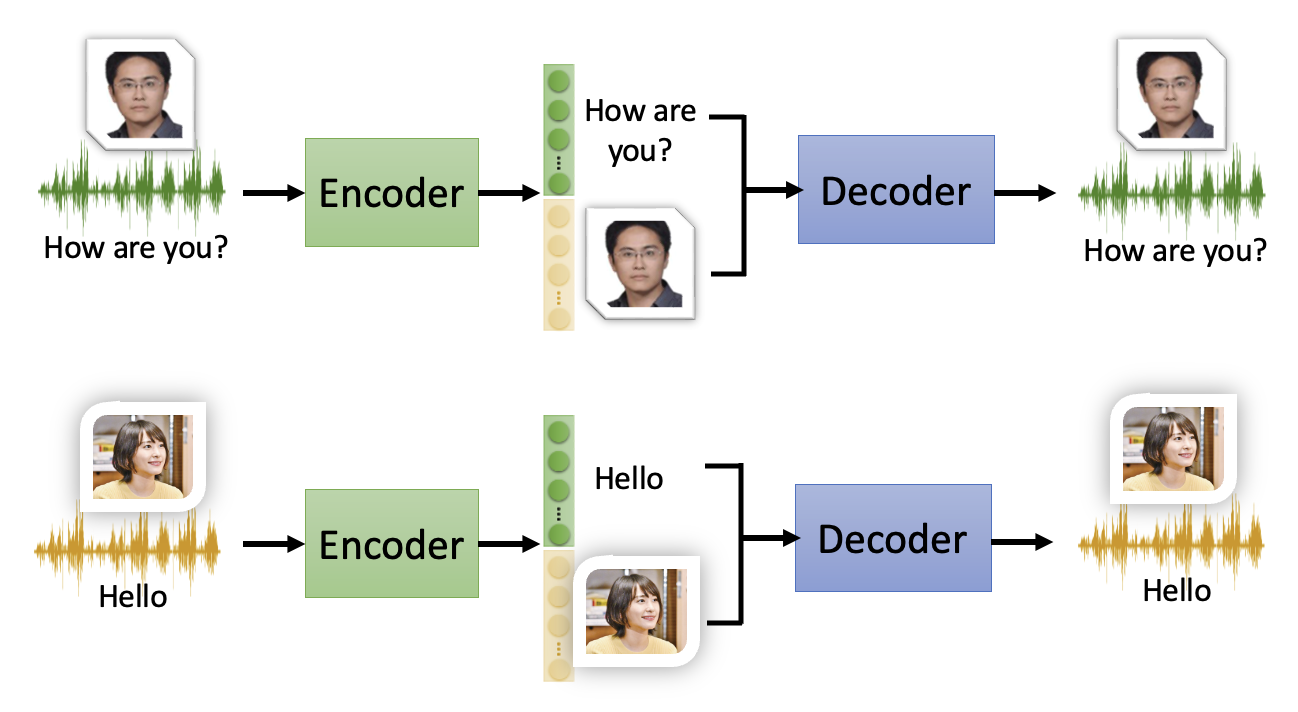 How are you?
Encoder
How are
you?
Decoder
How are you?
Hello
Encoder
Hello
Decoder
Hello